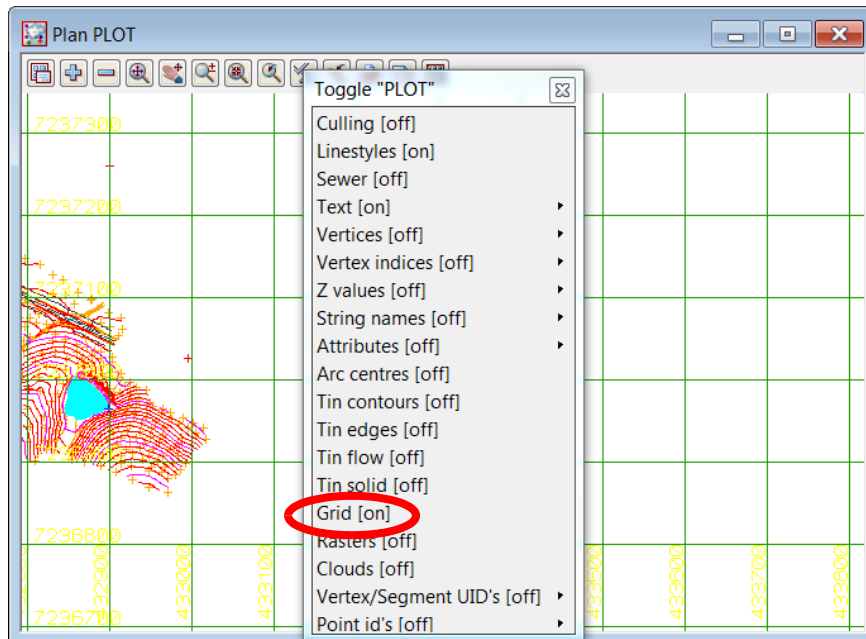 Plan PLOT
Toggle "PLOT"
Culling [off]
Linestyles [on]
Sewer [off]
Text [on]
Vertices [off]
Vertex indices [off]
Z values [off]
String names [off]
Attributes [off]
Arc centres [off]
Tin contours [off]
Tin edges [off]
Tin flow [off]
Tin solid [off]
Grid [on]
Rasters [off]
Clouds [off]
Vertex/Segment UID's [off]
Point id's [off]
7237300
7237200
7237100
7236800
7236700
432900
433000
433100
433500
433600
433700
433800